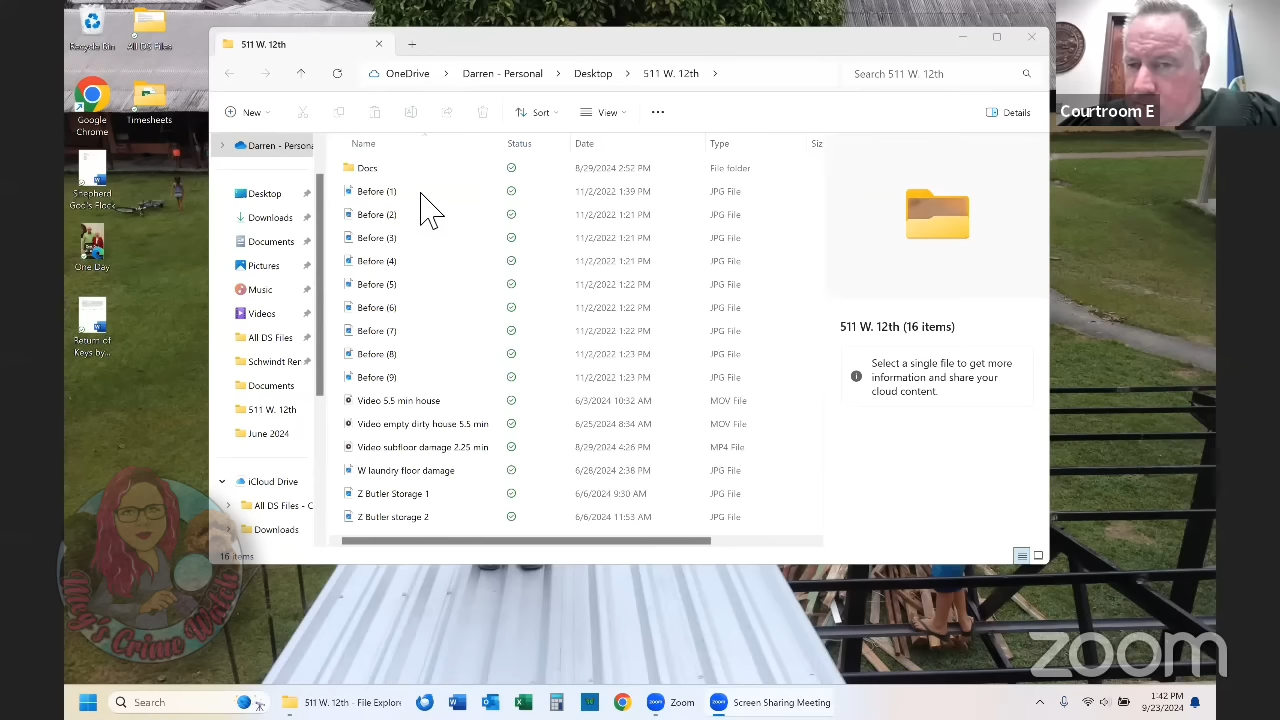 Recycle Bin
All DS Files
Google Chrome
Timesheets
Shepherd God's Flock
One Day
Return of Keys by...
511 W. 12th
OneDrive
Darren - Personal
Desktop
511 W. 12th
Search 511 W. 12th
New
Sort
View
Details
Darren - Persona
Desktop
Downloads
Documents
Pictures
Music
Videos
All DS Files
Schwindt Ren
Documents
511 W. 12th
June 2024
iCloud Drive
All DS Files - C
Downloads
Name Status Date Type Siz
Docs 8/29/2024 2:52 PM File folder
Before (1) 11/2/2022 1:39 PM JPG File
Before (2) 11/2/2022 1:21 PM JPG File
Before (3) 11/2/2022 1:21 PM JPG File
Before (4) 11/2/2022 1:21 PM JPG File
Before (5) 11/2/2022 1:22 PM JPG File
Before (6) 11/2/2022 1:22 PM JPG File
Before (7) 11/2/2022 1:22 PM JPG File
Before (8) 11/2/2022 1:23 PM JPG File
Before (9) 11/2/2022 1:23 PM JPG File
Video 5.5 min house 6/3/2024 10:32 AM MOV File
Video empty dirty house 5.5 min 6/25/2024 8:34 AM MOV File
Video subfloor damage 2.25 min 8/29/2024 4:26 PM MP4 File
W laundry floor damage 6/28/2024 2:38 PM JPG File
Z Butler Storage 1 6/6/2024 9:30 AM JPG File
Z Butler storage 2 6/6/2024 11:53 AM JPG File
511 W. 12th (16 items)
Select a single file to get more
information and share your
cloud content.
16 items
Courtroom E
Meg's Crime Watch
zoom
Search
511 W. 12th - File Explore
Zoom
Screen Sharing Meeting
1:42 PM
9/23/2024